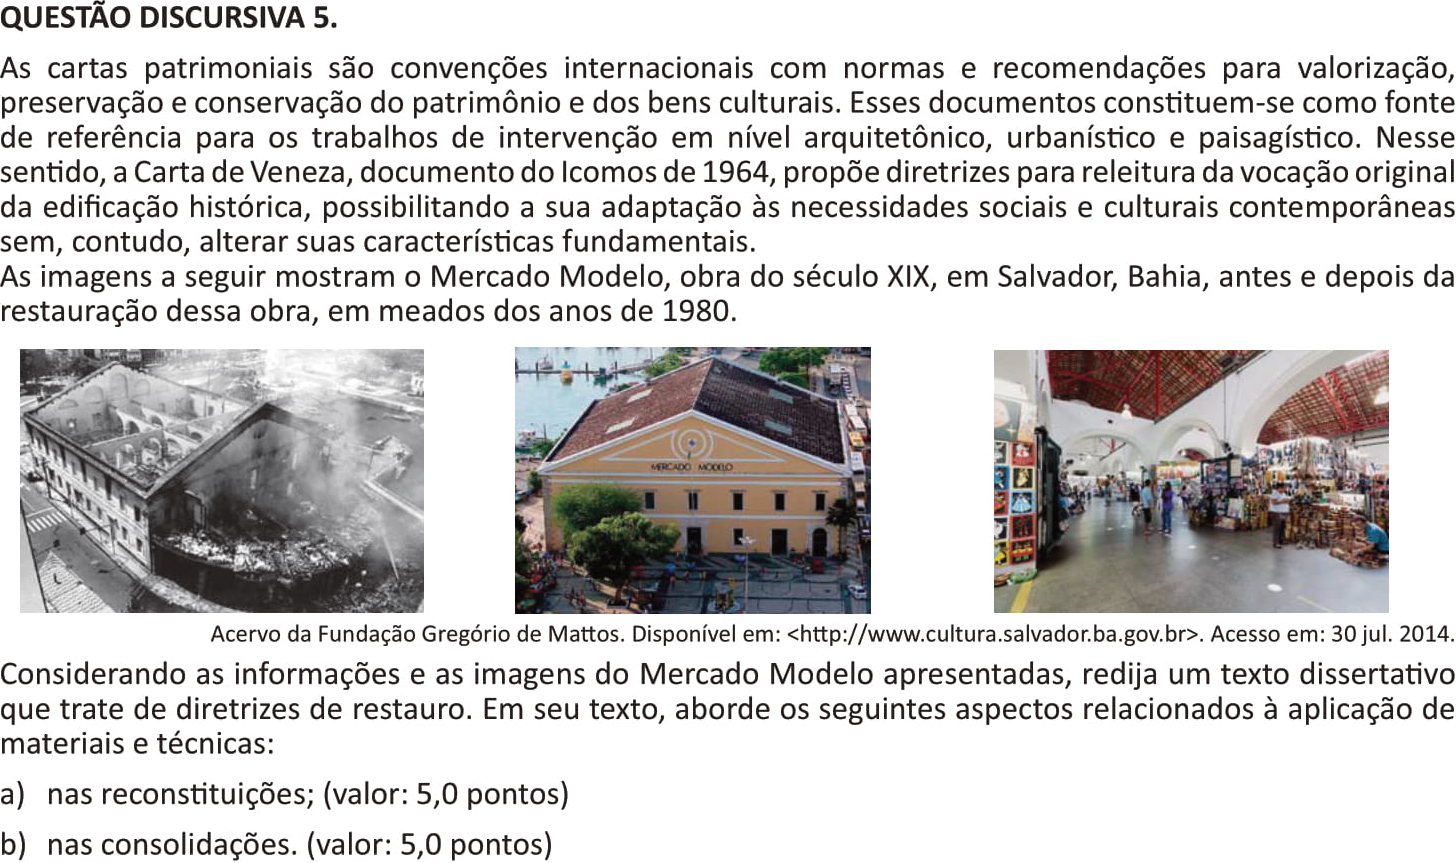 QUESTÃO DISCURSIVA 5.
As cartas patrimoniais são convenções internacionais com normas e recomendações para valorização,
preservação e conservação do patrimônio e dos bens culturais. Esses documentos constituem-se como fonte
de referência para os trabalhos de intervenção em nível arquitetônico, urbanístico e paisagístico. Nesse
sentido, a Carta de Veneza, documento do Icomos de 1964, propõe diretrizes para releitura da vocação original
da edificação histórica, possibilitando a sua adaptação às necessidades sociais e culturais contemporâneas
sem, contudo, alterar suas características fundamentais.
As imagens a seguir mostram o Mercado Modelo, obra do século XIX, em Salvador, Bahia, antes e depois da
restauração dessa obra, em meados dos anos de 1980.
MERCADO MODELO
Acervo da Fundação Gregório de Mattos. Disponível em: <http://www.cultura.salvador.ba.gov.br>. Acesso em: 30 jul. 2014.
Considerando as informações e as imagens do Mercado Modelo apresentadas, redija um texto dissertativo
que trate de diretrizes de restauro. Em seu texto, aborde os seguintes aspectos relacionados à aplicação de
materiais e técnicas:
a) nas reconstituições; (valor: 5,0 pontos)
b) nas consolidações. (valor: 5,0 pontos)